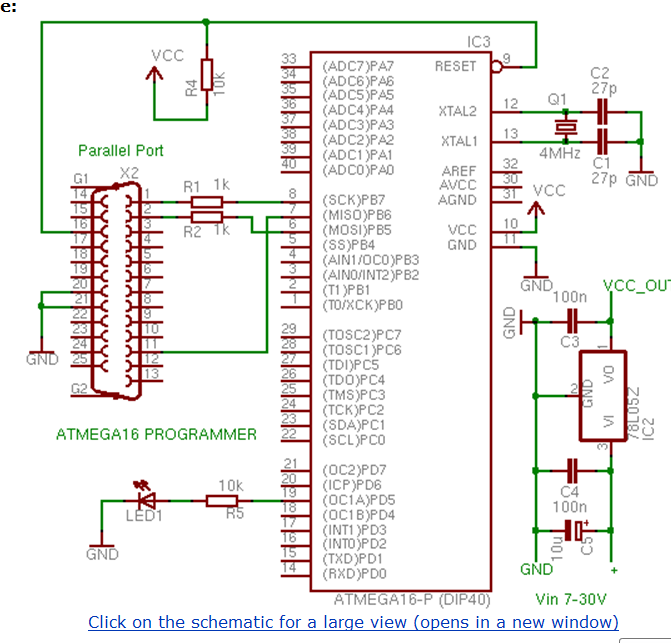 e:
IC3
VCC
R4
10k
33 (ADC7)PA7
34 (ADC6)PA6
35 (ADC5)PA5
36 (ADC4)PA4
37 (ADC3)PA3
38 (ADC2)PA2
39 (ADC1)PA1
40 (ADC0)PA0
RESET 9
XTAL2 12
XTAL1 13
AREF 32
AVCC 30
AGND 31
VCC 10
GND 11
Q1
4MHz
C2
27p
C1
27p
GND
VCC
GND
Parallel Port
X2
G1
14
15
16
17
18
19
20
21
22
23
24
25
G2
1
2
3
4
5
6
7
8
9
10
11
12
13
GND
R1 1k
R2 1k
8 (SCK)PB7
7 (MISO)PB6
6 (MOSI)PB5
5 (SS)PB4
4 (AIN1/OC0)PB3
3 (AIN0/INT2)PB2
2 (T1)PB1
1 (T0/XCK)PB0
29 (TOSC2)PC7
28 (TOSC1)PC6
27 (TDI)PC5
26 (TDO)PC4
25 (TMS)PC3
24 (TCK)PC2
23 (SDA)PC1
22 (SCL)PC0
21 (OC2)PD7
20 (ICP)PD6
19 (OC1A)PD5
18 (OC1B)PD4
17 (INT1)PD3
16 (INT0)PD2
15 (TXD)PD1
14 (RXD)PD0
ATMEGA16 PROGRAMMER
LED1
10k
R5
GND
VCC_OU
100n
C3
GND
1
VO
2
GND
VI
3
78L05Z
IC2
C4
100n
10u
C5
+
GND
+
Vin 7-30V
ATMEGA16-P (DIP40)
Click on the schematic for a large view (opens in a new window)